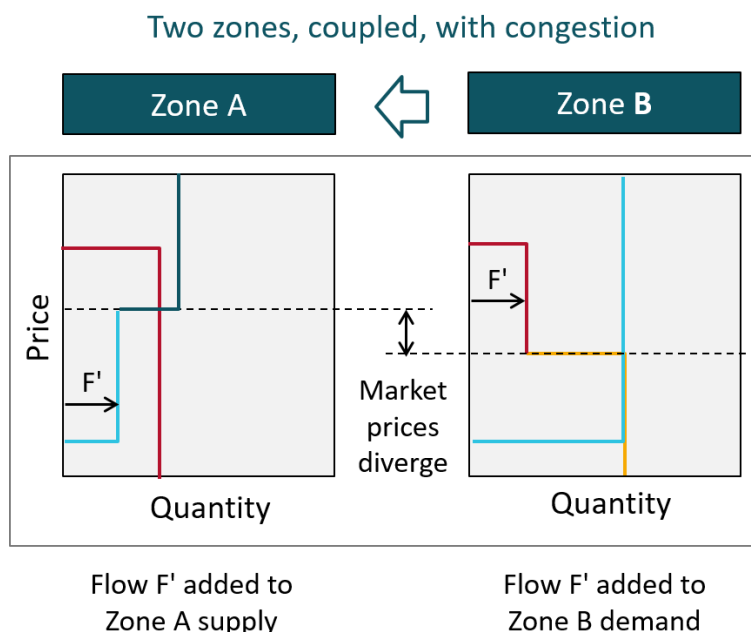 Two zones, coupled, with congestion
Zone A
Zone B
Price
F'
F'
Market
prices
diverge
Quantity
Quantity
Flow F' added to
Zone A supply
Flow F' added to
Zone B demand